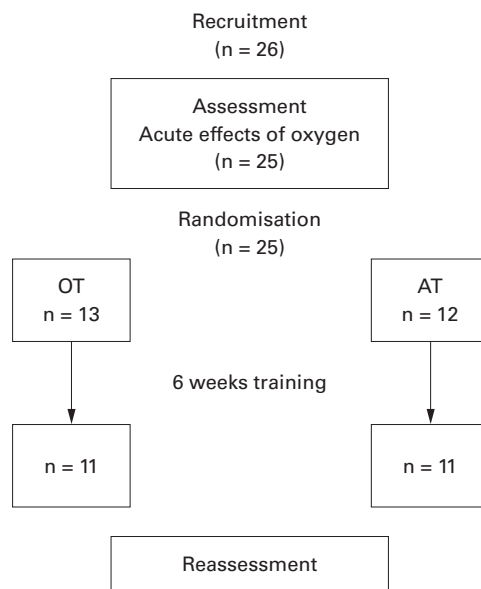 Recruitment
(n = 26)
Assessment
Acute effects of oxygen
(n = 25)
Randomisation
(n = 25)
OT
n = 13
AT
n = 12
6 weeks training
n = 11
n = 11
Reassessment